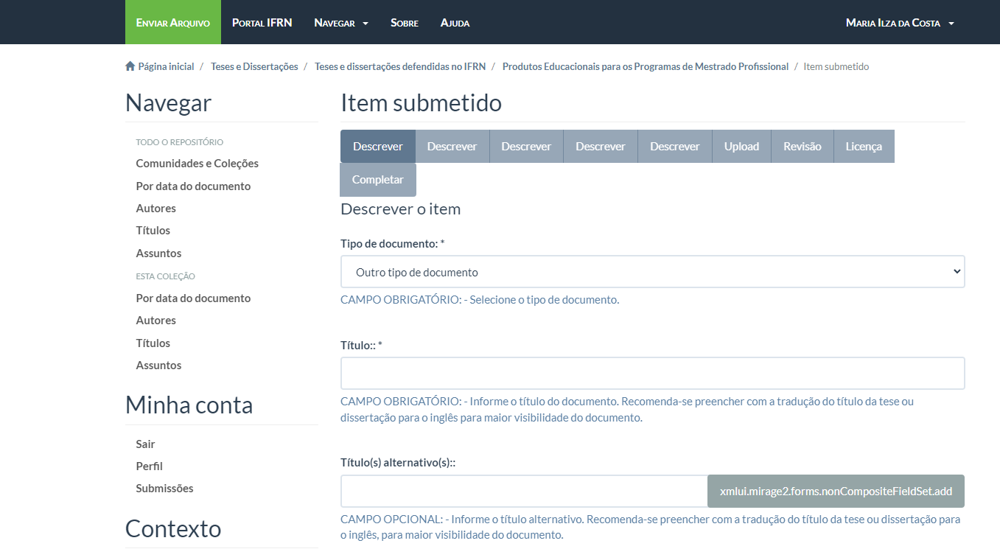 Enviar Arquivo Portal IFRN Navegar Sobre Ajuda Maria Ilza da Costa
Página inicial / Teses e Dissertações / Teses e dissertações defendidas no IFRN / Produtos Educacionais para os Programas de Mestrado Profissional / Item submetido
Navegar
TODO O REPOSITÓRIO
Comunidades e Coleções
Por data do documento
Autores
Títulos
Assuntos
ESTA COLEÇÃO
Por data do documento
Autores
Títulos
Assuntos
Minha conta
Sair
Perfil
Submissões
Contexto
Item submetido
Descrever Descrever Descrever Descrever Descrever Upload Revisão Licença
Completar
Descrever o item
Tipo de documento: *
Outro tipo de documento
CAMPO OBRIGATÓRIO: - Selecione o tipo de documento.
Título:: *
CAMPO OBRIGATÓRIO: - Informe o título do documento. Recomenda-se preencher com a tradução do título da tese ou
dissertação para o inglês para maior visibilidade do documento.
Título(s) alternativo(s)::
xmlui.mirage2.forms.nonCompositeFieldSet.add
CAMPO OPCIONAL: - Informe o título alternativo. Recomenda-se preencher com a tradução do título da tese ou dissertação para
o inglês, para maior visibilidade do documento.